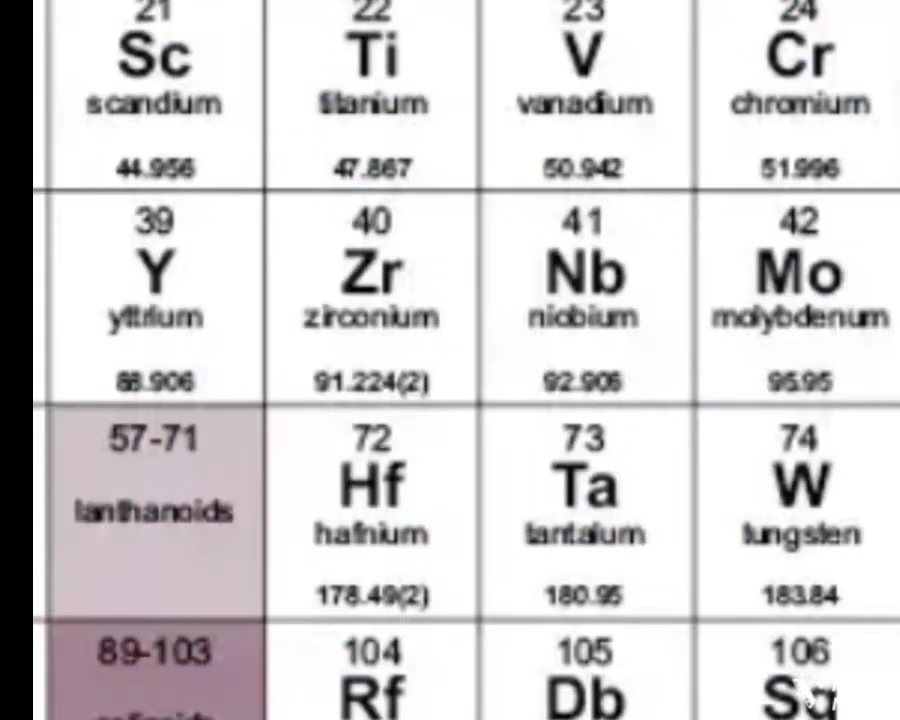 21 22 23 24
Sc Ti V Cr
scandium titanium vanadium chromium
44.956 47.867 50.942 51.996
39 40 41 42
Y Zr Nb Mo
yttrium zirconium niobium molybdenum
88.906 91.224(2) 92.906 95.95
57-71 72 73 74
Hf Ta W
lanthanoids hafnium tantalum tungsten
178.49(2) 180.95 183.84
89-103 104 105 106
Rf Db